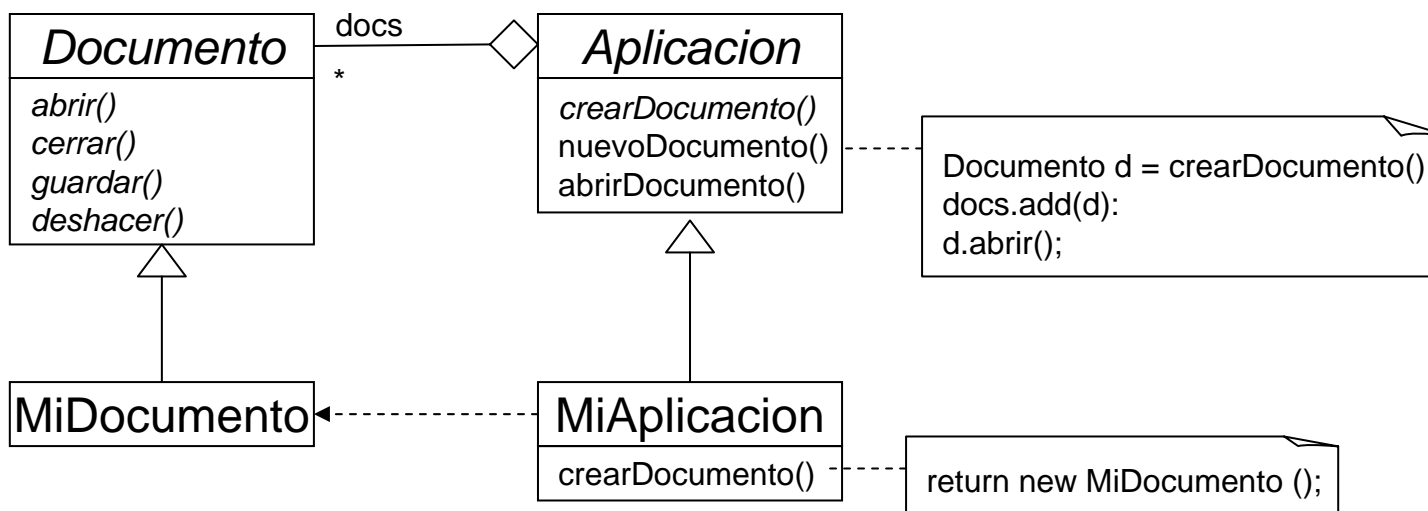 Documento
abrir()
cerrar()
guardar()
deshacer()
docs
*
Aplicacion
crearDocumento()
nuevoDocumento()
abrirDocumento()
Documento d = crearDocumento()
docs.add(d):
d.abrir();
MiDocumento
MiAplicacion
crearDocumento()
return new MiDocumento ();